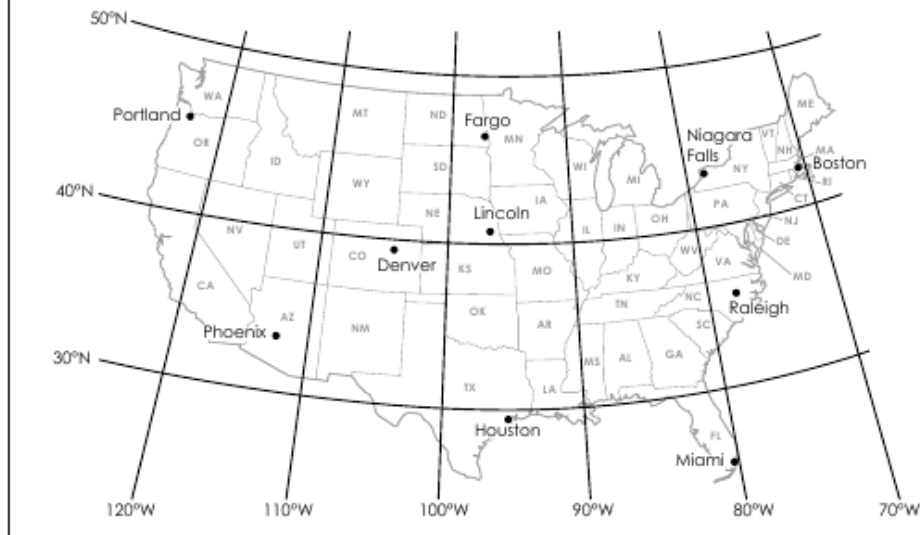 50°N
WA
Portland
MT
ND
Fargo
MN
ME
OR
Niagara
Falls
VT
NH
MA
Boston
ID
WY
SD
WI
MI
NY
RI
CT
40°N
IA
PA
NE
Lincoln
OH
NJ
NV
UT
CO
Denver
KS
IL
IN
WV
DE
MO
VA
MD
CA
KY
AZ
NM
OK
TN
NC
Raleigh
Phoenix
AR
SC
30°N
MS
AL
GA
TX
LA
Houston
FL
Miami
120°W
110°W
100°W
90°W
80°W
70°W